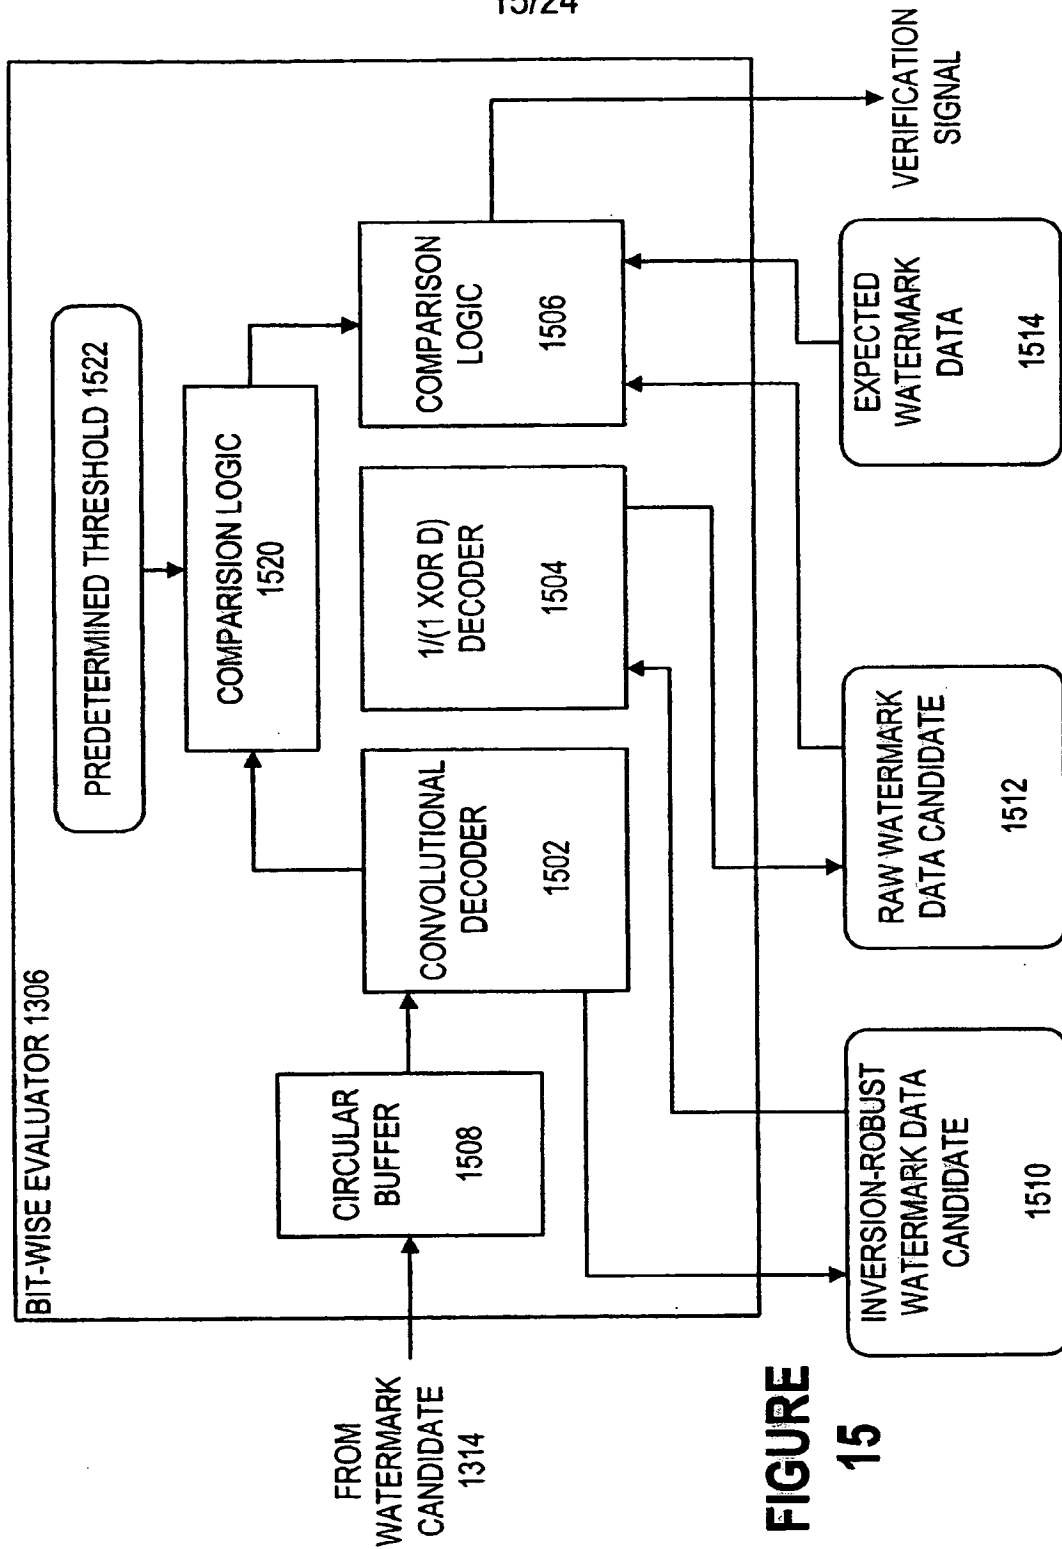 15/24
BIT-WISE EVALUATOR 1306
PREDETERMINED THRESHOLD 1522
COMPARISION LOGIC
1520
FROM
WATERMARK
CANDIDATE
1314
CIRCULAR
BUFFER
1508
CONVOLUTIONAL
DECODER
1502
1/(1 XOR D)
DECODER
1504
COMPARISON
LOGIC
1506
INVERSION-ROBUST
WATERMARK DATA
CANDIDATE
1510
RAW WATERMARK
DATA CANDIDATE
1512
EXPECTED
WATERMARK
DATA
1514
VERIFICATION
SIGNAL
FIGURE
15